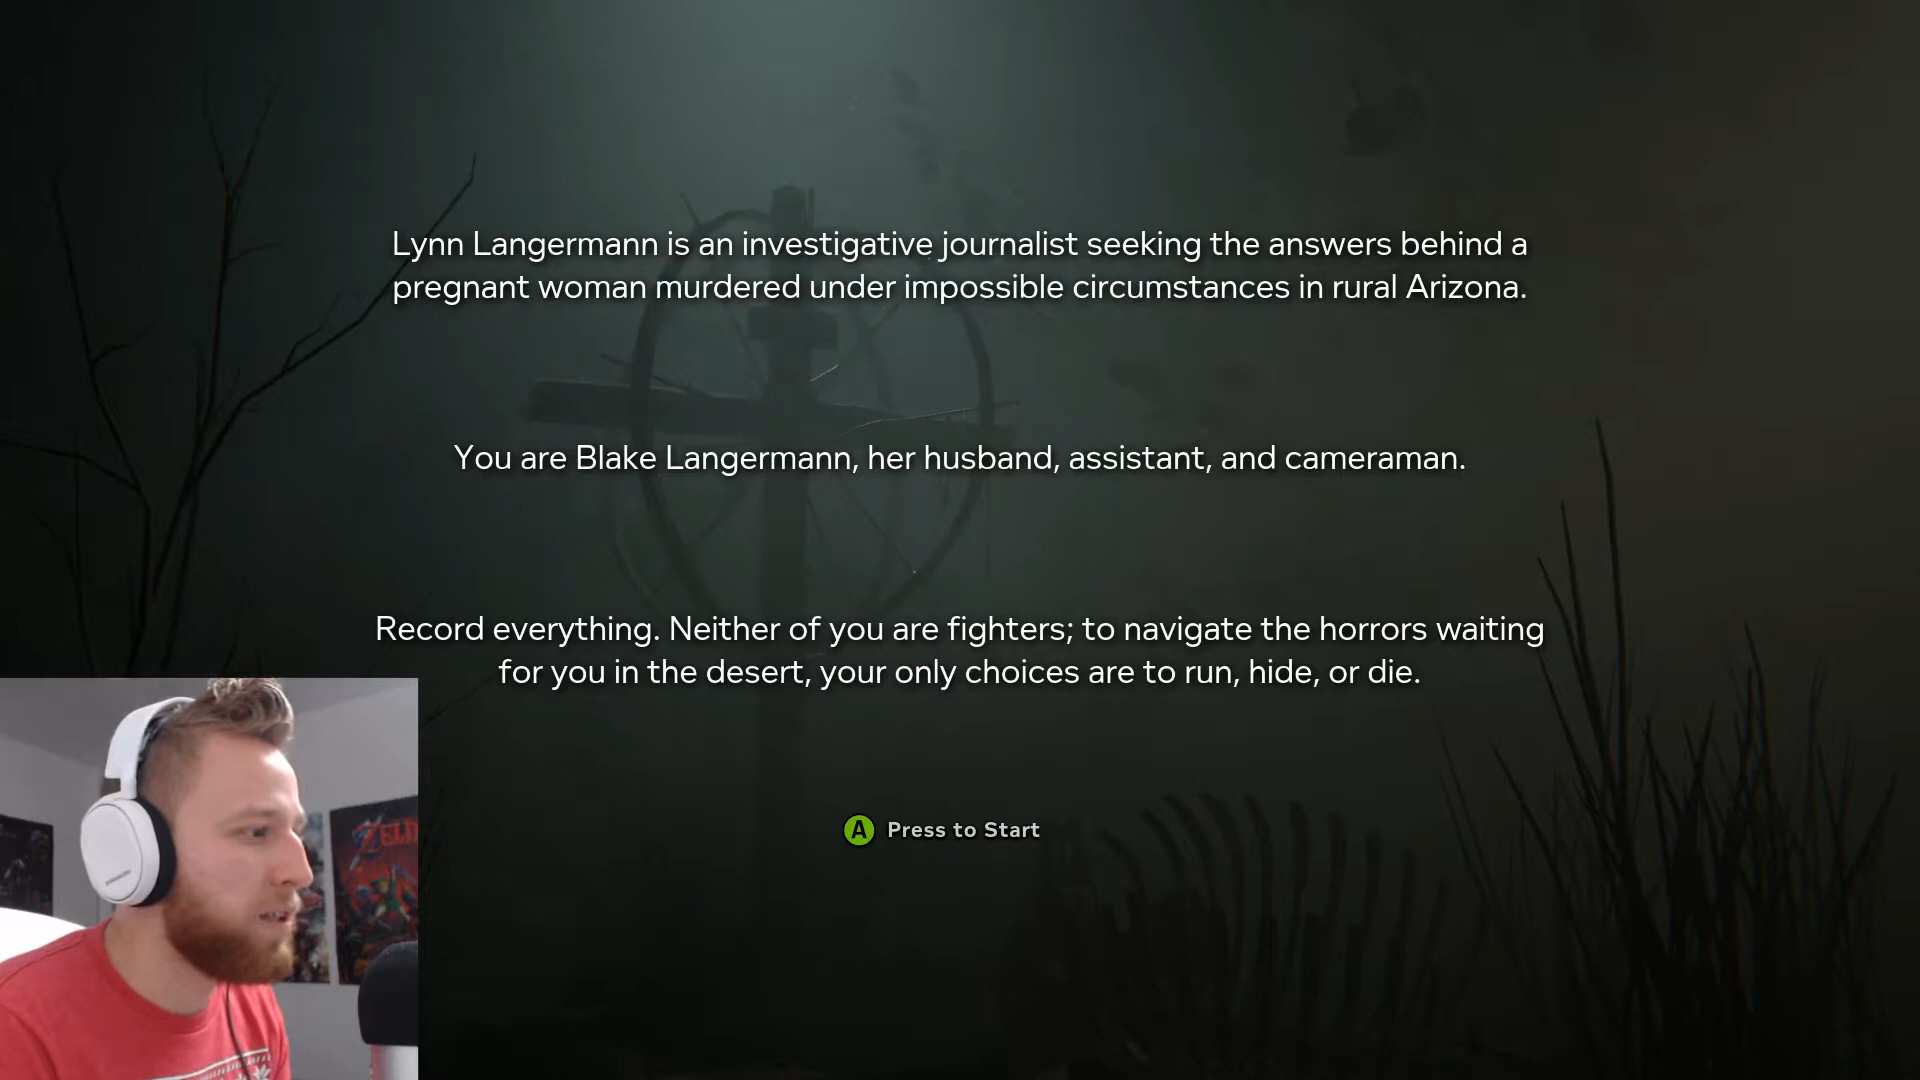 Lynn Langermann is an investigative journalist seeking the answers behind a
pregnant woman murdered under impossible circumstances in rural Arizona.
You are Blake Langermann, her husband, assistant, and cameraman.
Record everything. Neither of you are fighters; to navigate the horrors waiting
for you in the desert, your only choices are to run, hide, or die.
A Press to Start